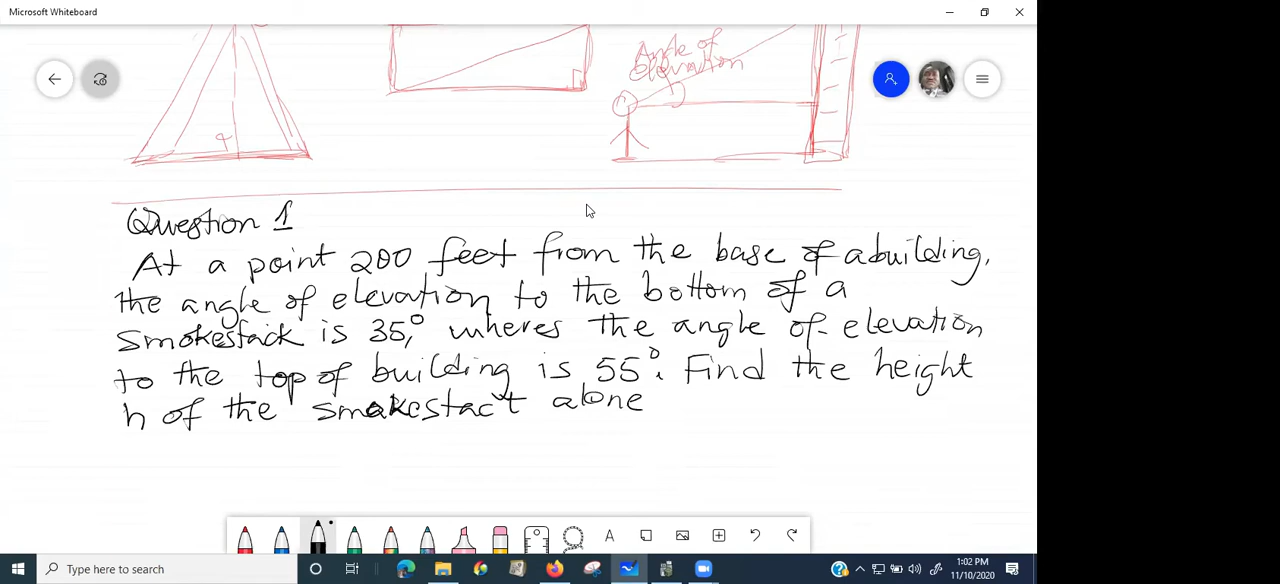 Microsoft Whiteboard
Angle of
elevation
Question 1
At a point 200 feet from the base of a building,
the angle of elevation to the bottom of a
smokestack is 35°, wheres the angle of elevation
to the top of building is 55°. Find the height
h of the smokestact alone
Type here to search
1:02 PM
11/10/2020